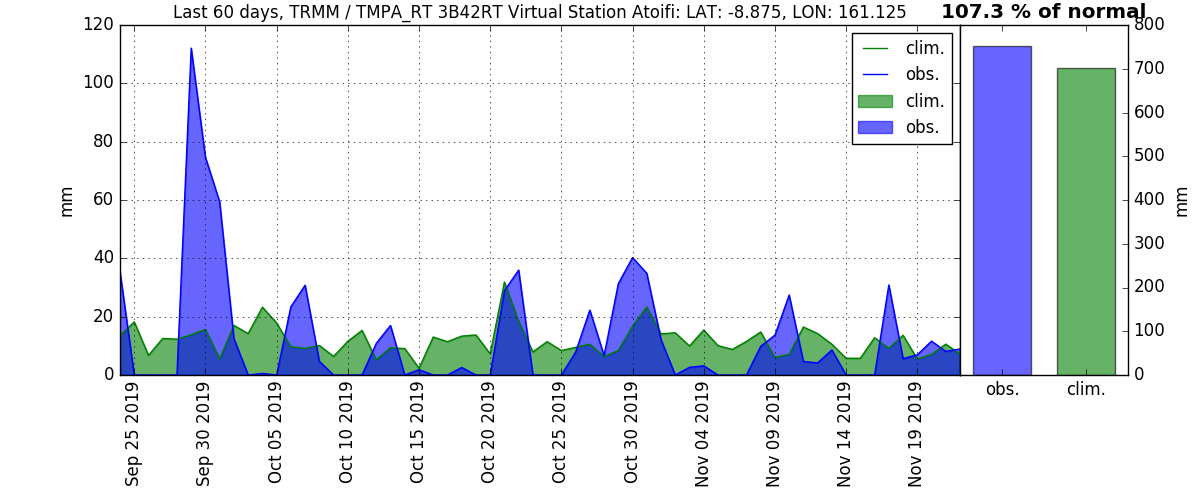 Last 60 days, TRMM / TMPA_RT 3B42RT Virtual Station Atoifi: LAT: -8.875, LON: 161.125
107.3 % of normal
120
100
80
60
40
20
0
mm
clim.
obs.
clim.
obs.
800
700
600
500
400
300
200
100
0
mm
obs.
clim.
Sep 25 2019
Sep 30 2019
Oct 05 2019
Oct 10 2019
Oct 15 2019
Oct 20 2019
Oct 25 2019
Oct 30 2019
Nov 04 2019
Nov 09 2019
Nov 14 2019
Nov 19 2019